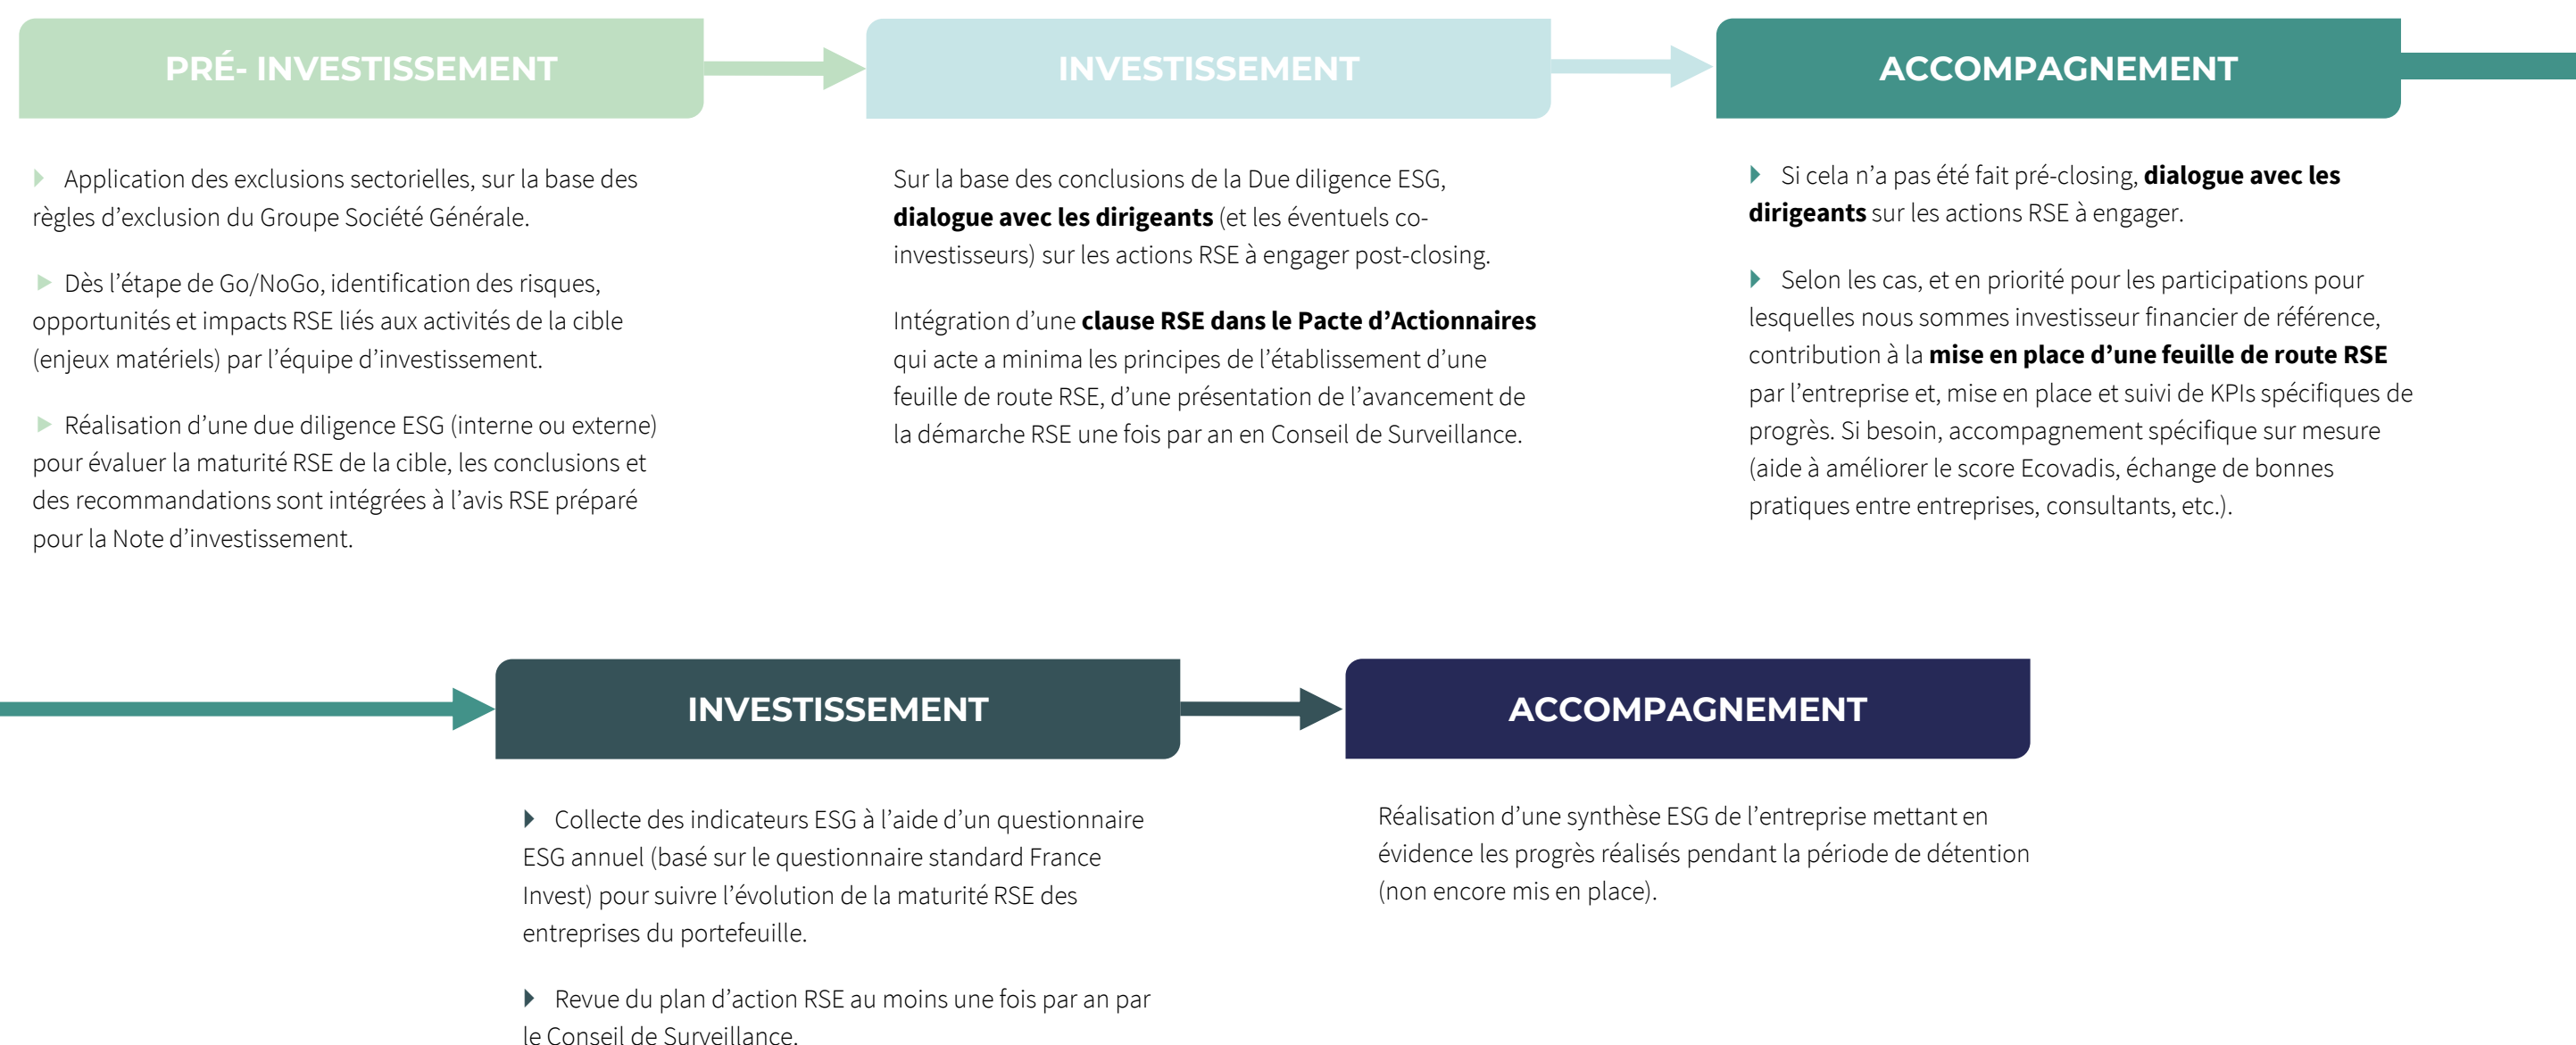 PRÉ- INVESTISSEMENT
Application des exclusions sectorielles, sur la base des
règles d’exclusion du Groupe Société Générale.
Dès l’étape de Go/NoGo, identification des risques,
opportunités et impacts RSE liés aux activités de la cible
(enjeux matériels) par l’équipe d’investissement.
Réalisation d’une due diligence ESG (interne ou externe)
pour évaluer la maturité RSE de la cible, les conclusions et
des recommandations sont intégrées à l’avis RSE préparé
pour la Note d’investissement.
INVESTISSEMENT
Sur la base des conclusions de la Due diligence ESG,
dialogue avec les dirigeants (et les éventuels co-
investisseurs) sur les actions RSE à engager post-closing.
Intégration d’une clause RSE dans le Pacte d’Actionnaires
qui acte a minima les principes de l’établissement d’une
feuille de route RSE, d’une présentation de l’avancement de
la démarche RSE une fois par an en Conseil de Surveillance.
ACCOMPAGNEMENT
Si cela n’a pas été fait pré-closing, dialogue avec les
dirigeants sur les actions RSE à engager.
Selon les cas, et en priorité pour les participations pour
lesquelles nous sommes investisseur financier de référence,
contribution à la mise en place d’une feuille de route RSE
par l’entreprise et, mise en place et suivi de KPIs spécifiques de
progrès. Si besoin, accompagnement spécifique sur mesure
(aide à améliorer le score Ecovadis, échange de bonnes
pratiques entre entreprises, consultants, etc.).
INVESTISSEMENT
Collecte des indicateurs ESG à l’aide d’un questionnaire
ESG annuel (basé sur le questionnaire standard France
Invest) pour suivre l’évolution de la maturité RSE des
entreprises du portefeuille.
Revue du plan d’action RSE au moins une fois par an par
le Conseil de Surveillance.
ACCOMPAGNEMENT
Réalisation d’une synthèse ESG de l’entreprise mettant en
évidence les progrès réalisés pendant la période de détention
(non encore mis en place).